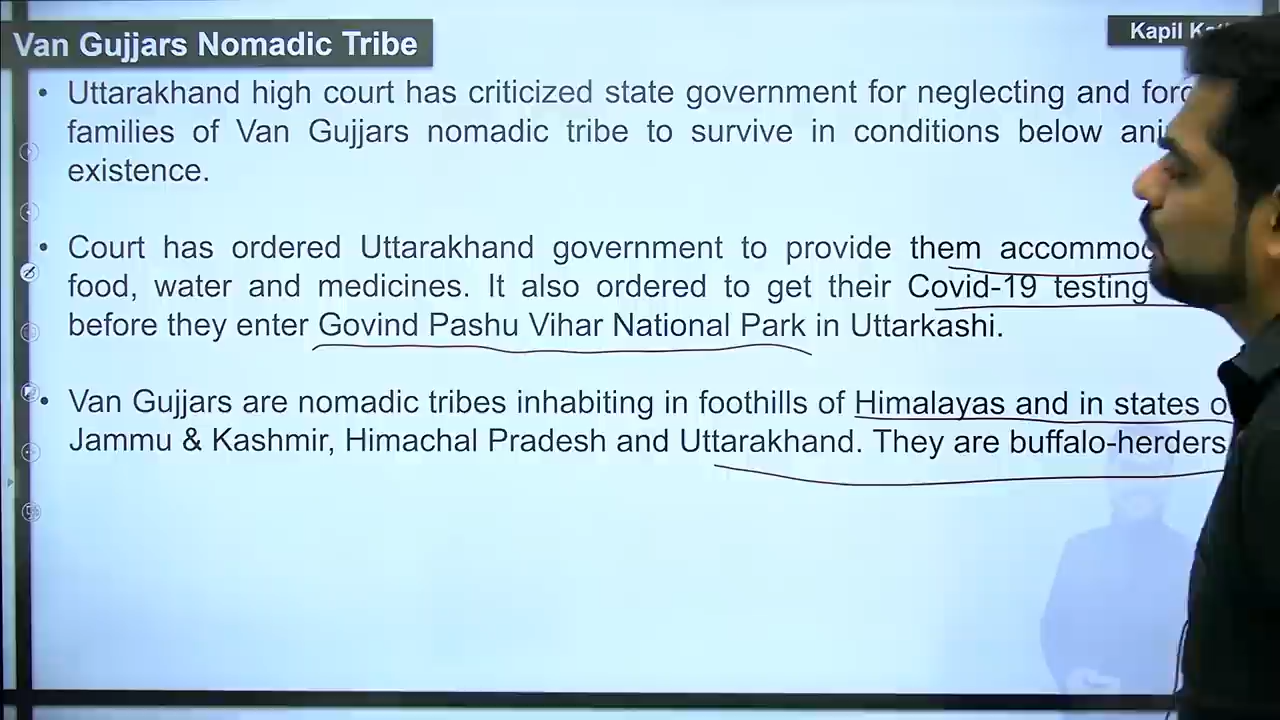 Van Gujjars Nomadic Tribe
Kapil
Uttarakhand high court has criticized state government for neglecting and
families of Van Gujjars nomadic tribe to survive in conditions below
existence.
Court has ordered Uttarakhand government to provide them
food, water and medicines. It also ordered to get their Covid-19 testing
before they enter Govind Pashu Vihar National Park in Uttarkashi.
Van Gujjars are nomadic tribes inhabiting in foothills of Himalayas and in states
Jammu & Kashmir, Himachal Pradesh and Uttarakhand. They are buffalo-herders